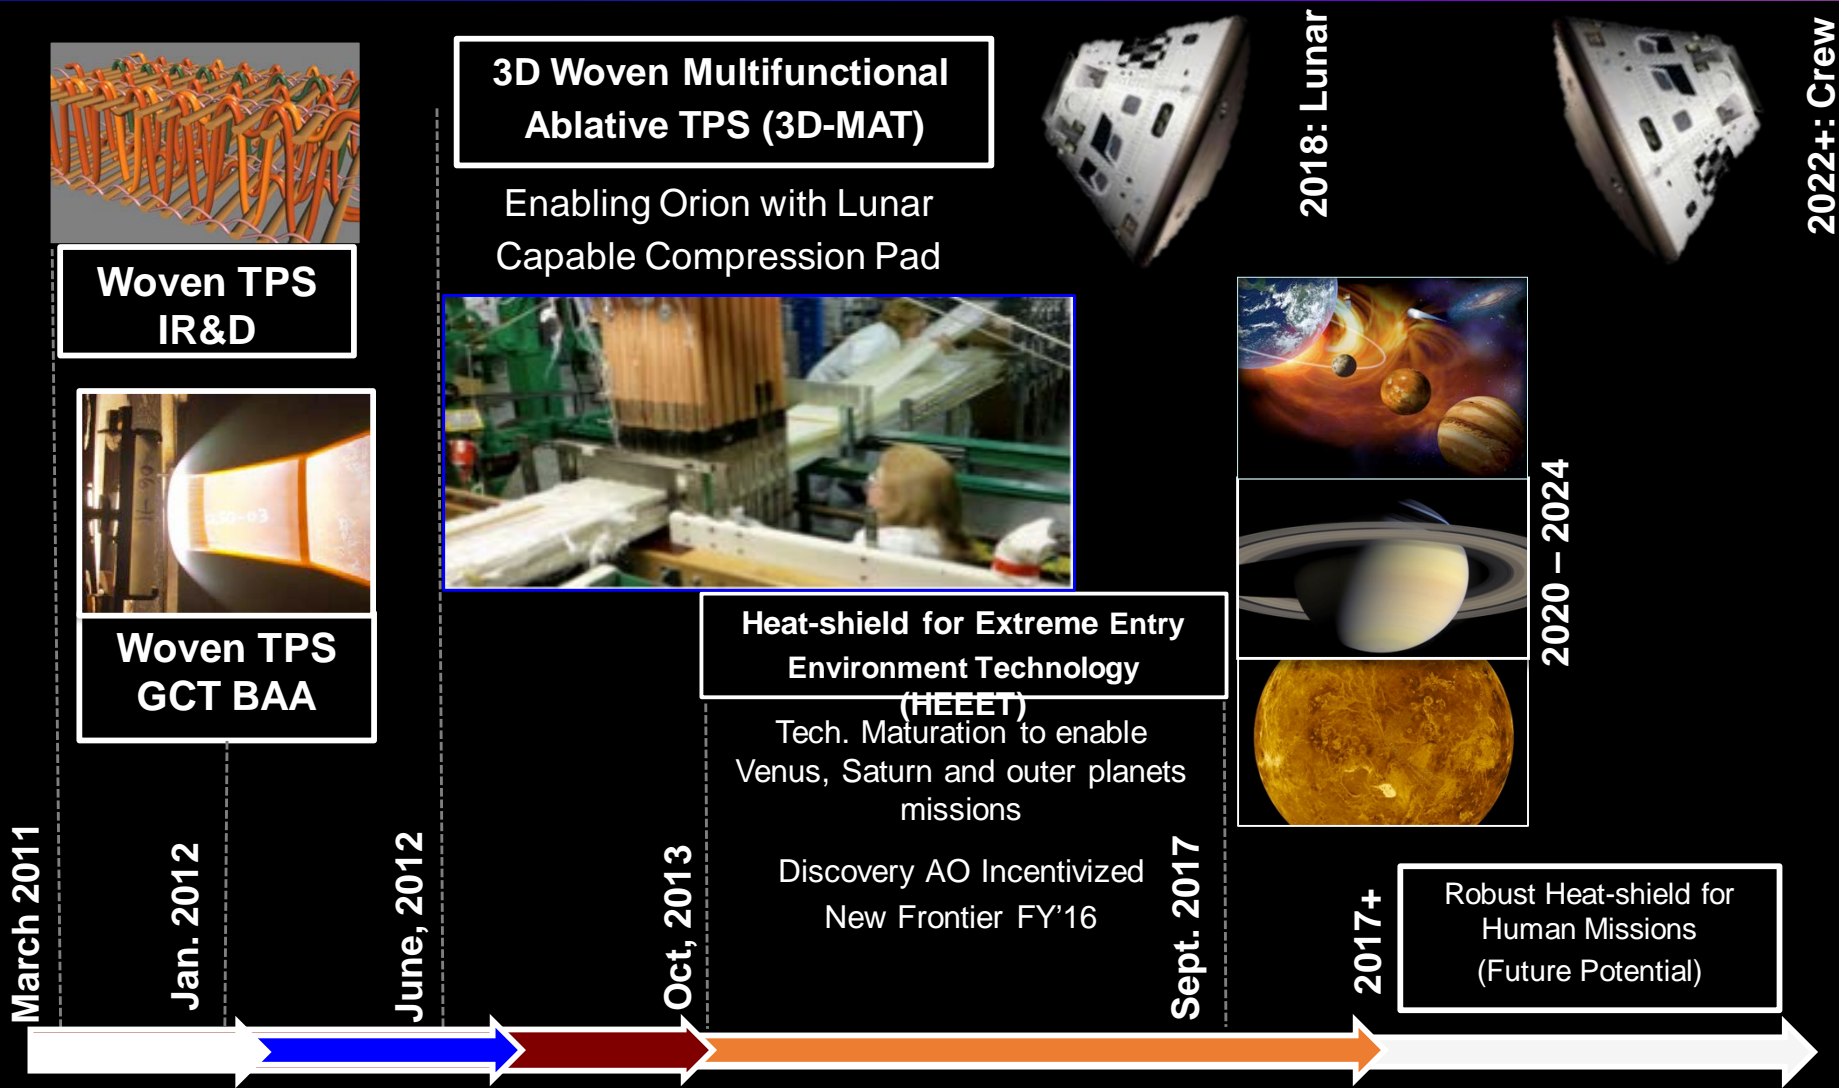 3D Woven Multifunctional
Ablative TPS (3D-MAT)
Enabling Orion with Lunar
Capable Compression Pad
2018: Lunar
2022+: Crew
Woven TPS
IR&D
Woven TPS
GCT BAA
Heat-shield for Extreme Entry
Environment Technology
(HEEET)
Tech. Maturation to enable
Venus, Saturn and outer planets
missions
Discovery AO Incentivized
New Frontier FY'16
2020 – 2024
March 2011
Jan. 2012
June, 2012
Oct, 2013
Sept. 2017
2017+
Robust Heat-shield for
Human Missions
(Future Potential)